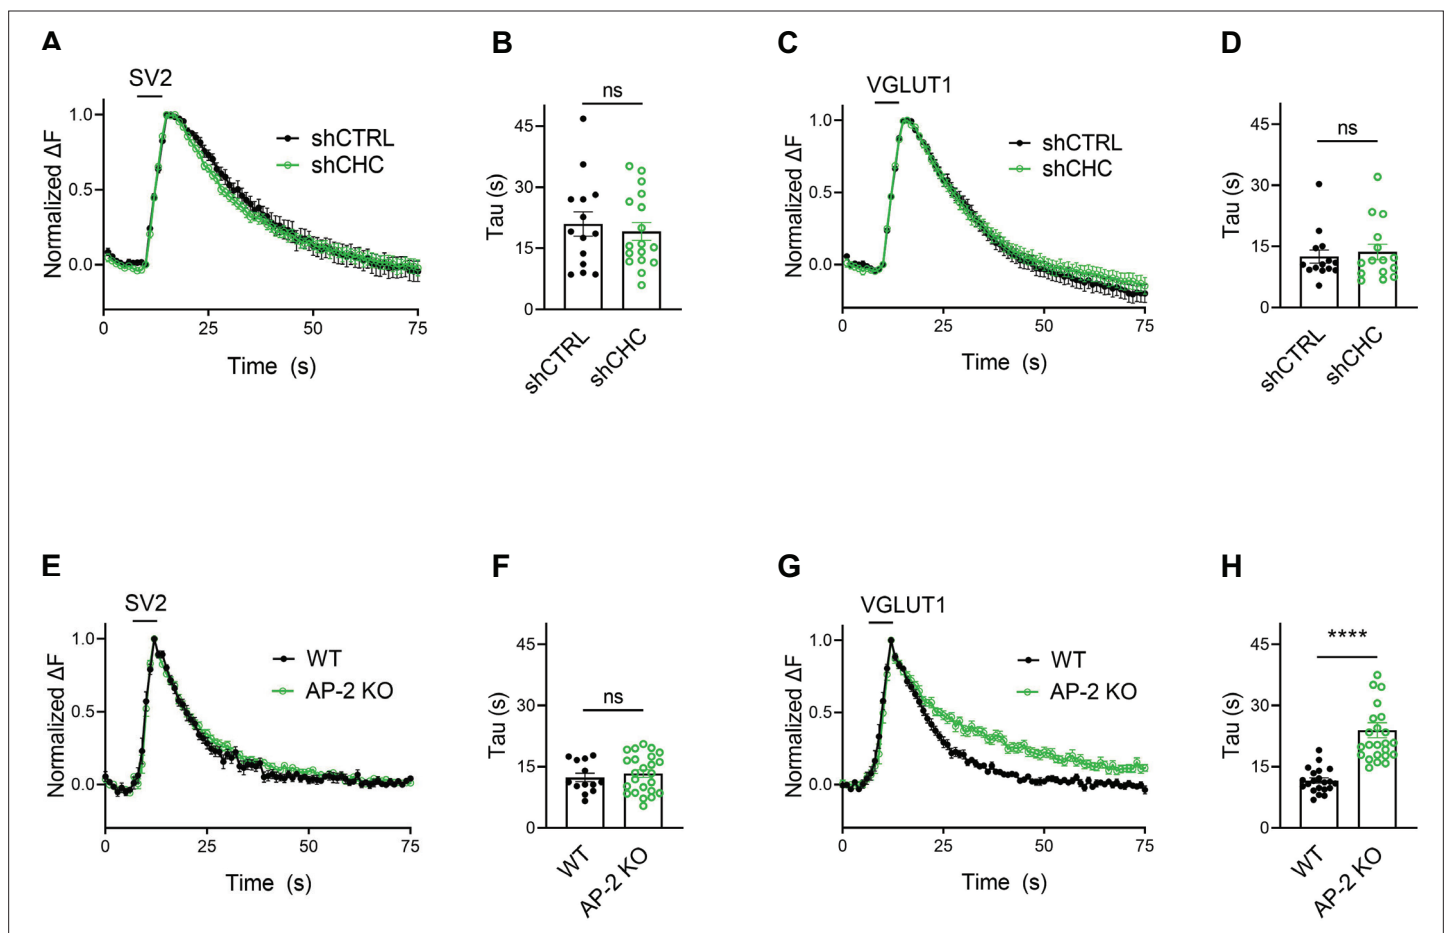 A
SV2
Normalized ΔF
1.0
0.5
0.0
shCTRL
shCHC
0
25
50
75
Time (s)
B
ns
Tau (s)
45
30
15
0
shCTRL
shCHC
C
VGLUT1
Normalized ΔF
1.0
0.5
0.0
shCTRL
shCHC
0
25
50
75
Time (s)
D
ns
Tau (s)
45
30
15
0
shCTRL
shCHC
E
SV2
Normalized ΔF
1.0
0.5
0.0
WT
AP-2 KO
0
25
50
75
Time (s)
F
ns
Tau (s)
45
30
15
0
WT
AP-2 KO
G
VGLUT1
Normalized ΔF
1.0
0.5
0.0
WT
AP-2 KO
0
25
50
75
Time (s)
H
****
Tau (s)
45
30
15
0
WT
AP-2 KO